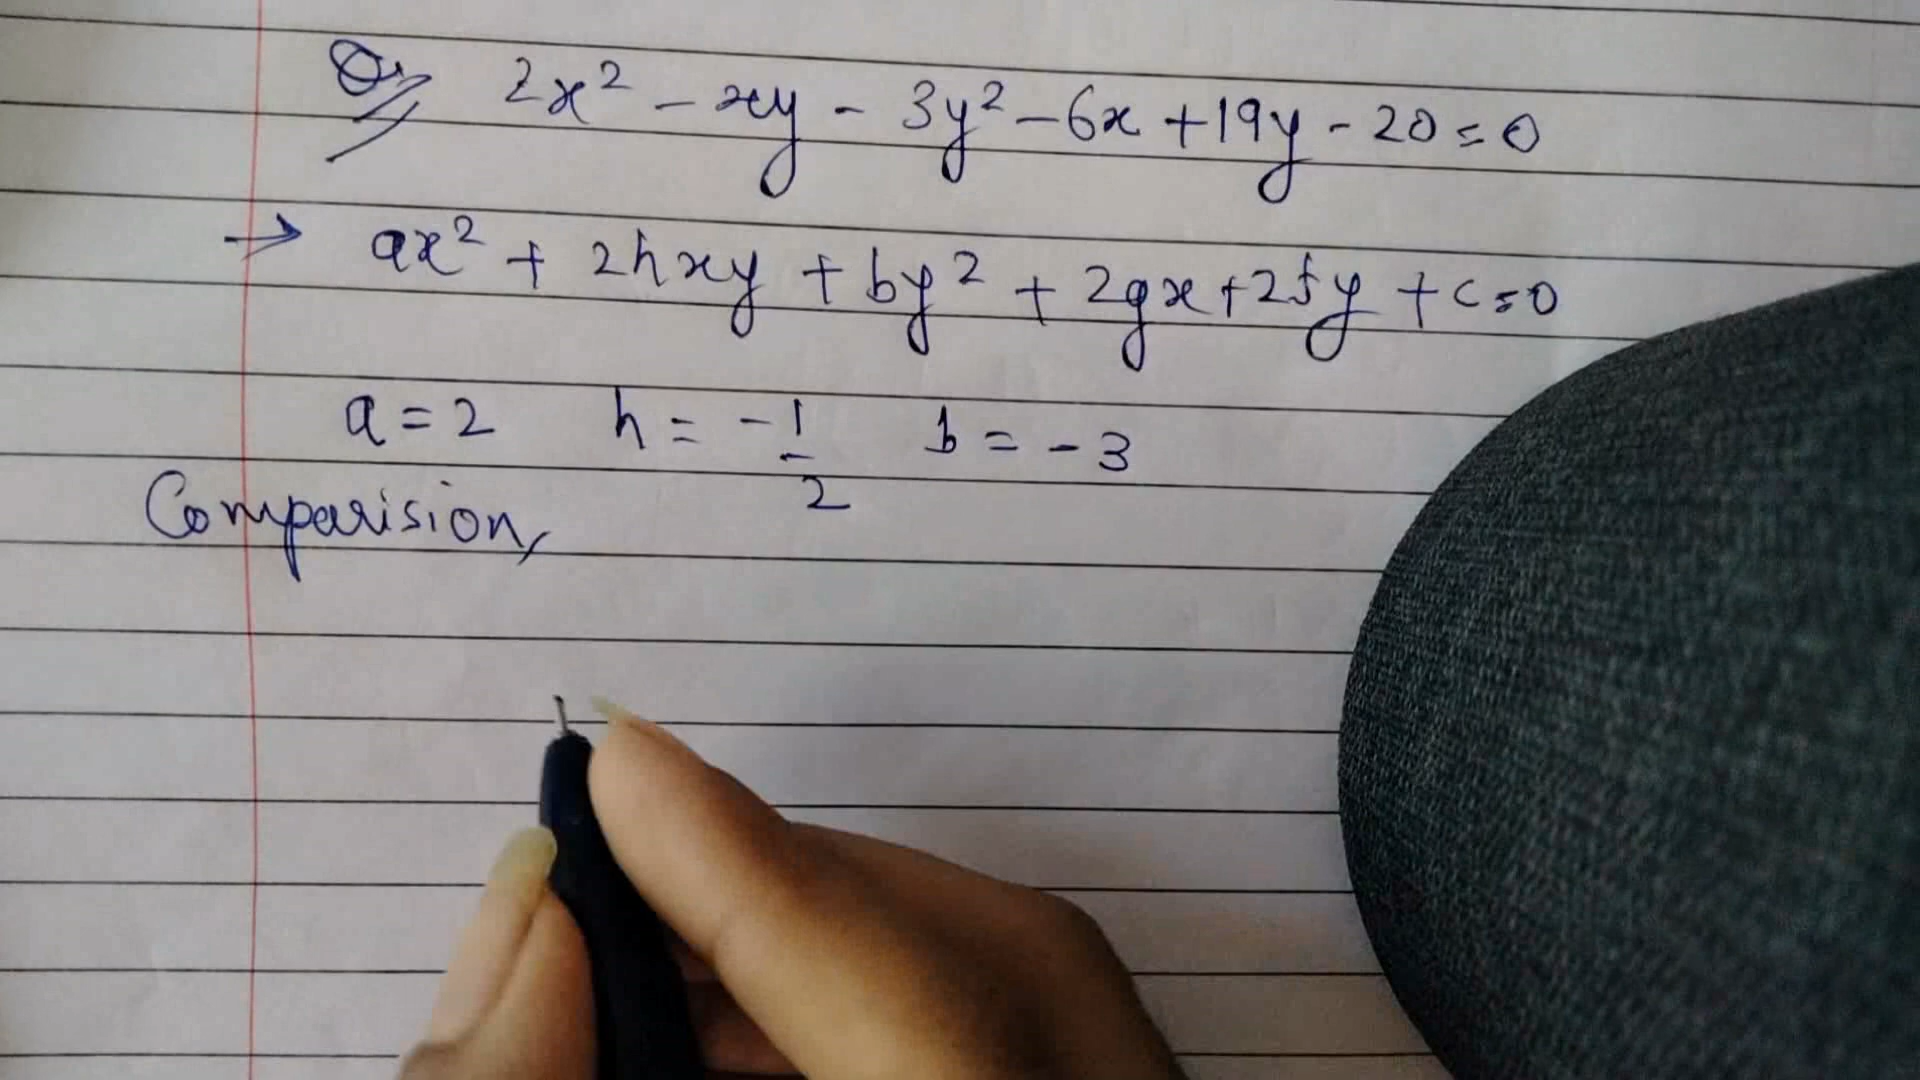 Q. 2x² - xy - 3y² - 6x + 19y - 20 = 0
→ ax² + 2hxy + by² + 2gx + 2fy + c = 0
a = 2 h = -1/2 b = -3
Comparision,